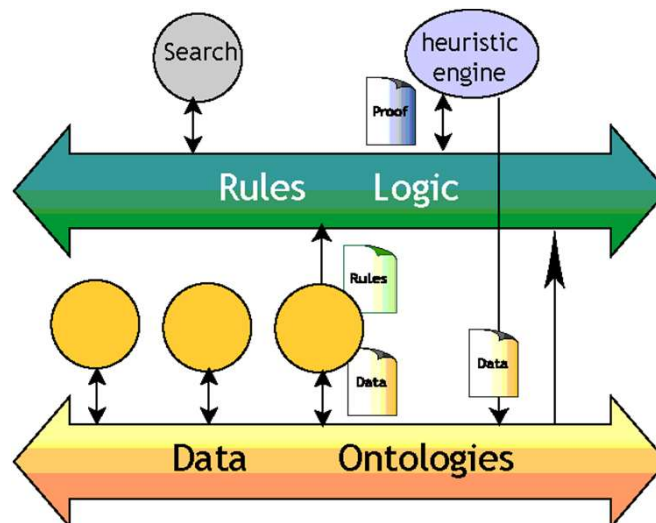 Search
heuristic
engine
Proof
Rules Logic
Rules
Data
Data
Data Ontologies